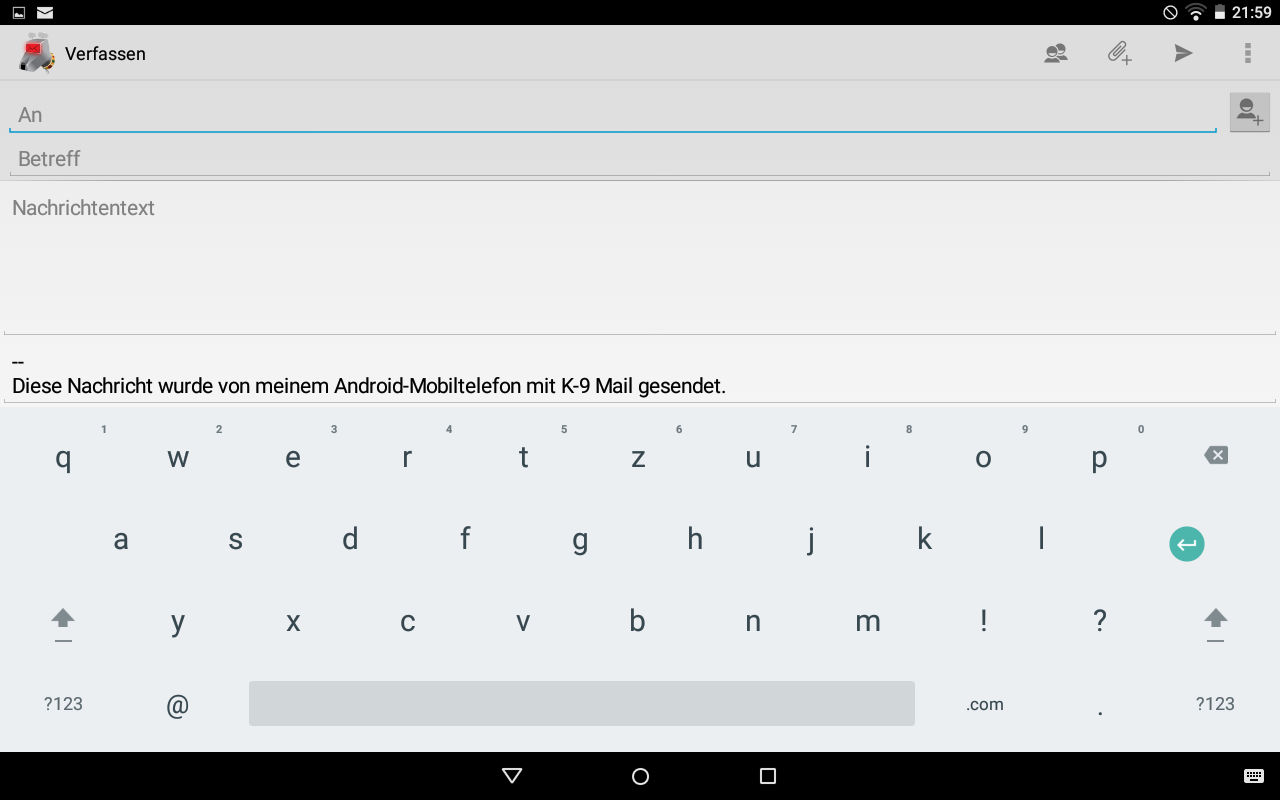 21:59
Verfassen
An
Betreff
Nachrichtentext
--
Diese Nachricht wurde von meinem Android-Mobiltelefon mit K-9 Mail gesendet.
1 2 3 4 5 6 7 8 9 0
q w e r t z u i o p
a s d f g h j k l
y x c v b n m ! ?
?123 @ .com . ?123